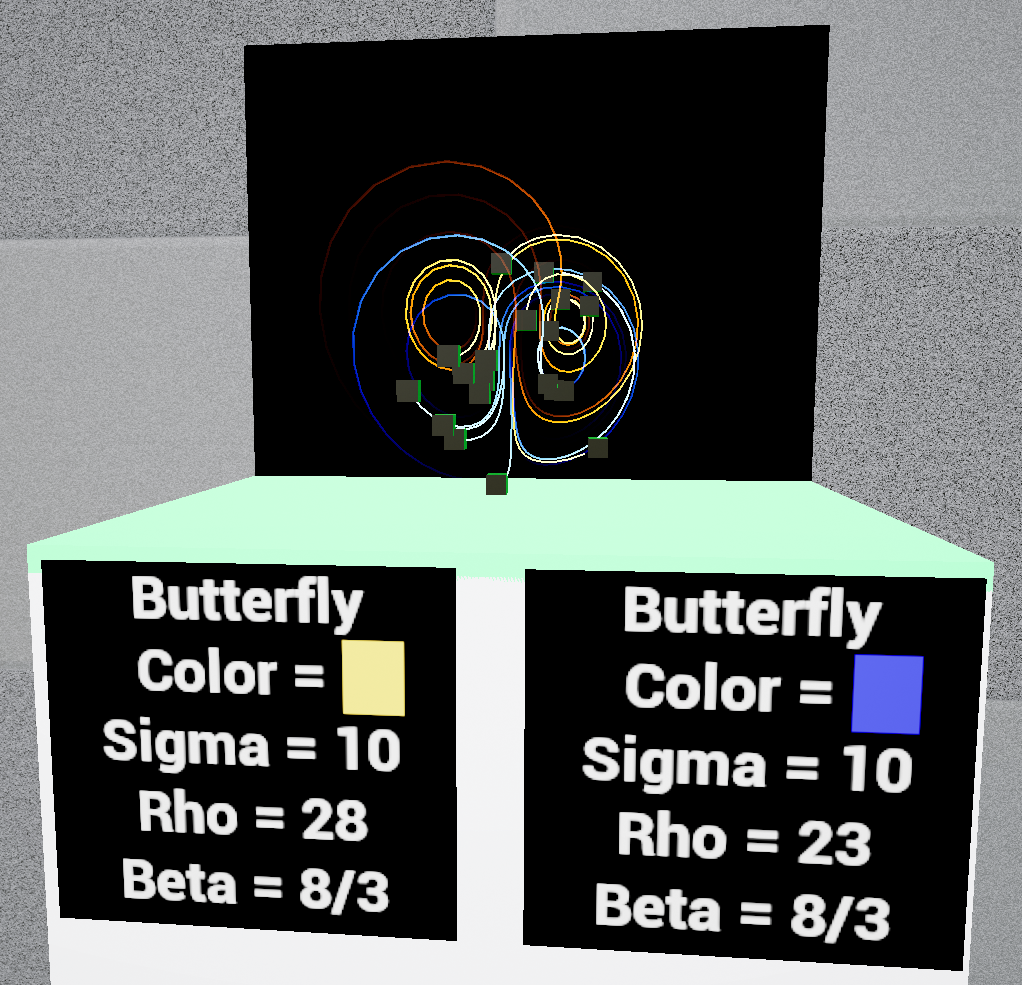 Butterfly
Color =
Sigma = 10
Rho = 28
Beta = 8/3
Butterfly
Color =
Sigma = 10
Rho = 23
Beta = 8/3